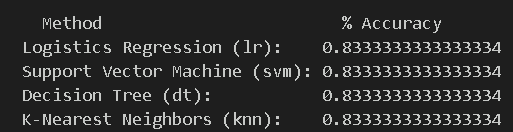 Method % Accuracy
Logistics Regression (lr): 0.8333333333333334
Support Vector Machine (svm): 0.8333333333333334
Decision Tree (dt): 0.8333333333333334
K-Nearest Neighbors (knn): 0.8333333333333334